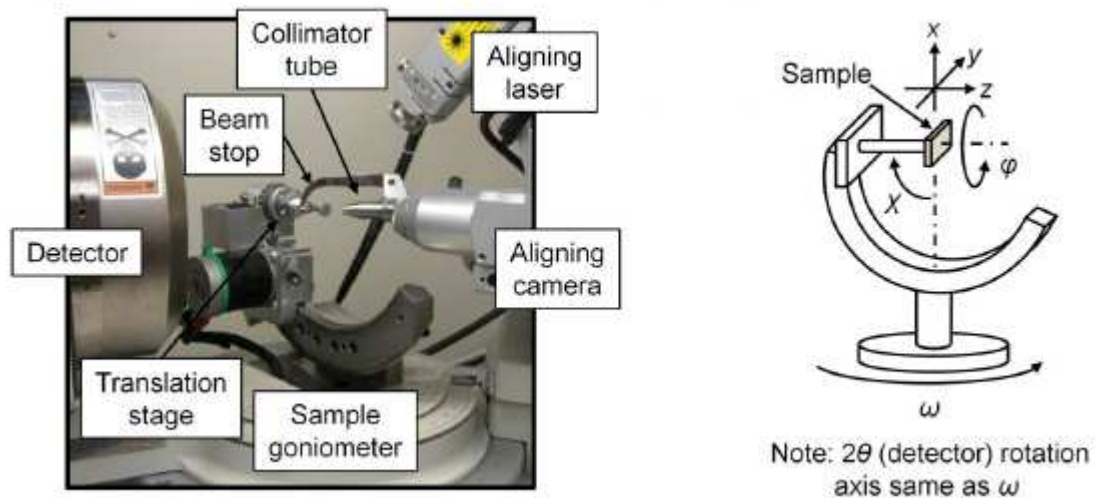 Collimator
tube
Aligning
laser
Beam
stop
Detector
Aligning
camera
Translation
stage
Sample
goniometer
Sample
x
y
z
φ
χ
ω
Note: 2θ (detector) rotation
axis same as ω